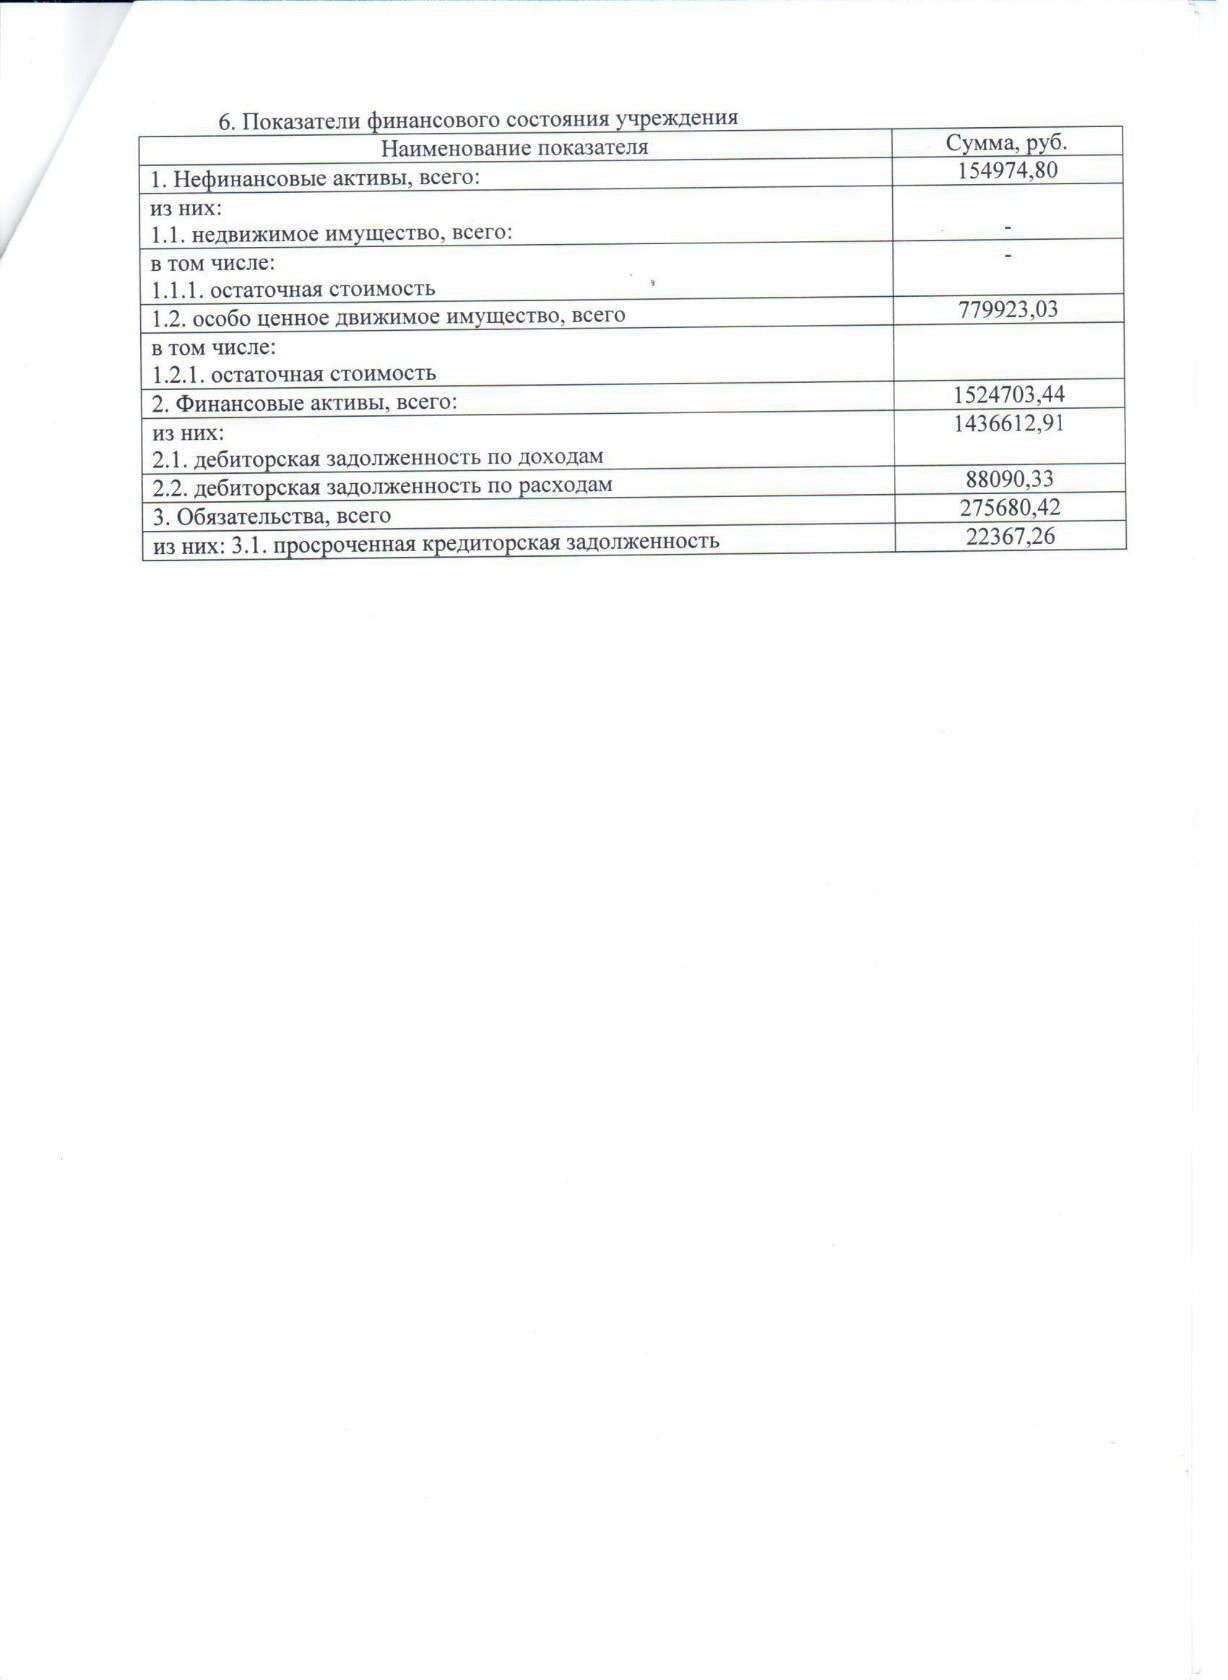 6. Показатели финансового состояния учреждения
Наименование показателя Сумма, руб.
1. Нефинансовые активы, всего: 154974,80
из них:
1.1. недвижимое имущество, всего: -
в том числе: -
1.1.1. остаточная стоимость
1.2. особо ценное движимое имущество, всего 779923,03
в том числе:
1.2.1. остаточная стоимость
2. Финансовые активы, всего: 1524703,44
из них: 1436612,91
2.1. дебиторская задолженность по доходам
2.2. дебиторская задолженность по расходам 88090,33
3. Обязательства, всего 275680,42
из них: 3.1. просроченная кредиторская задолженность 22367,26